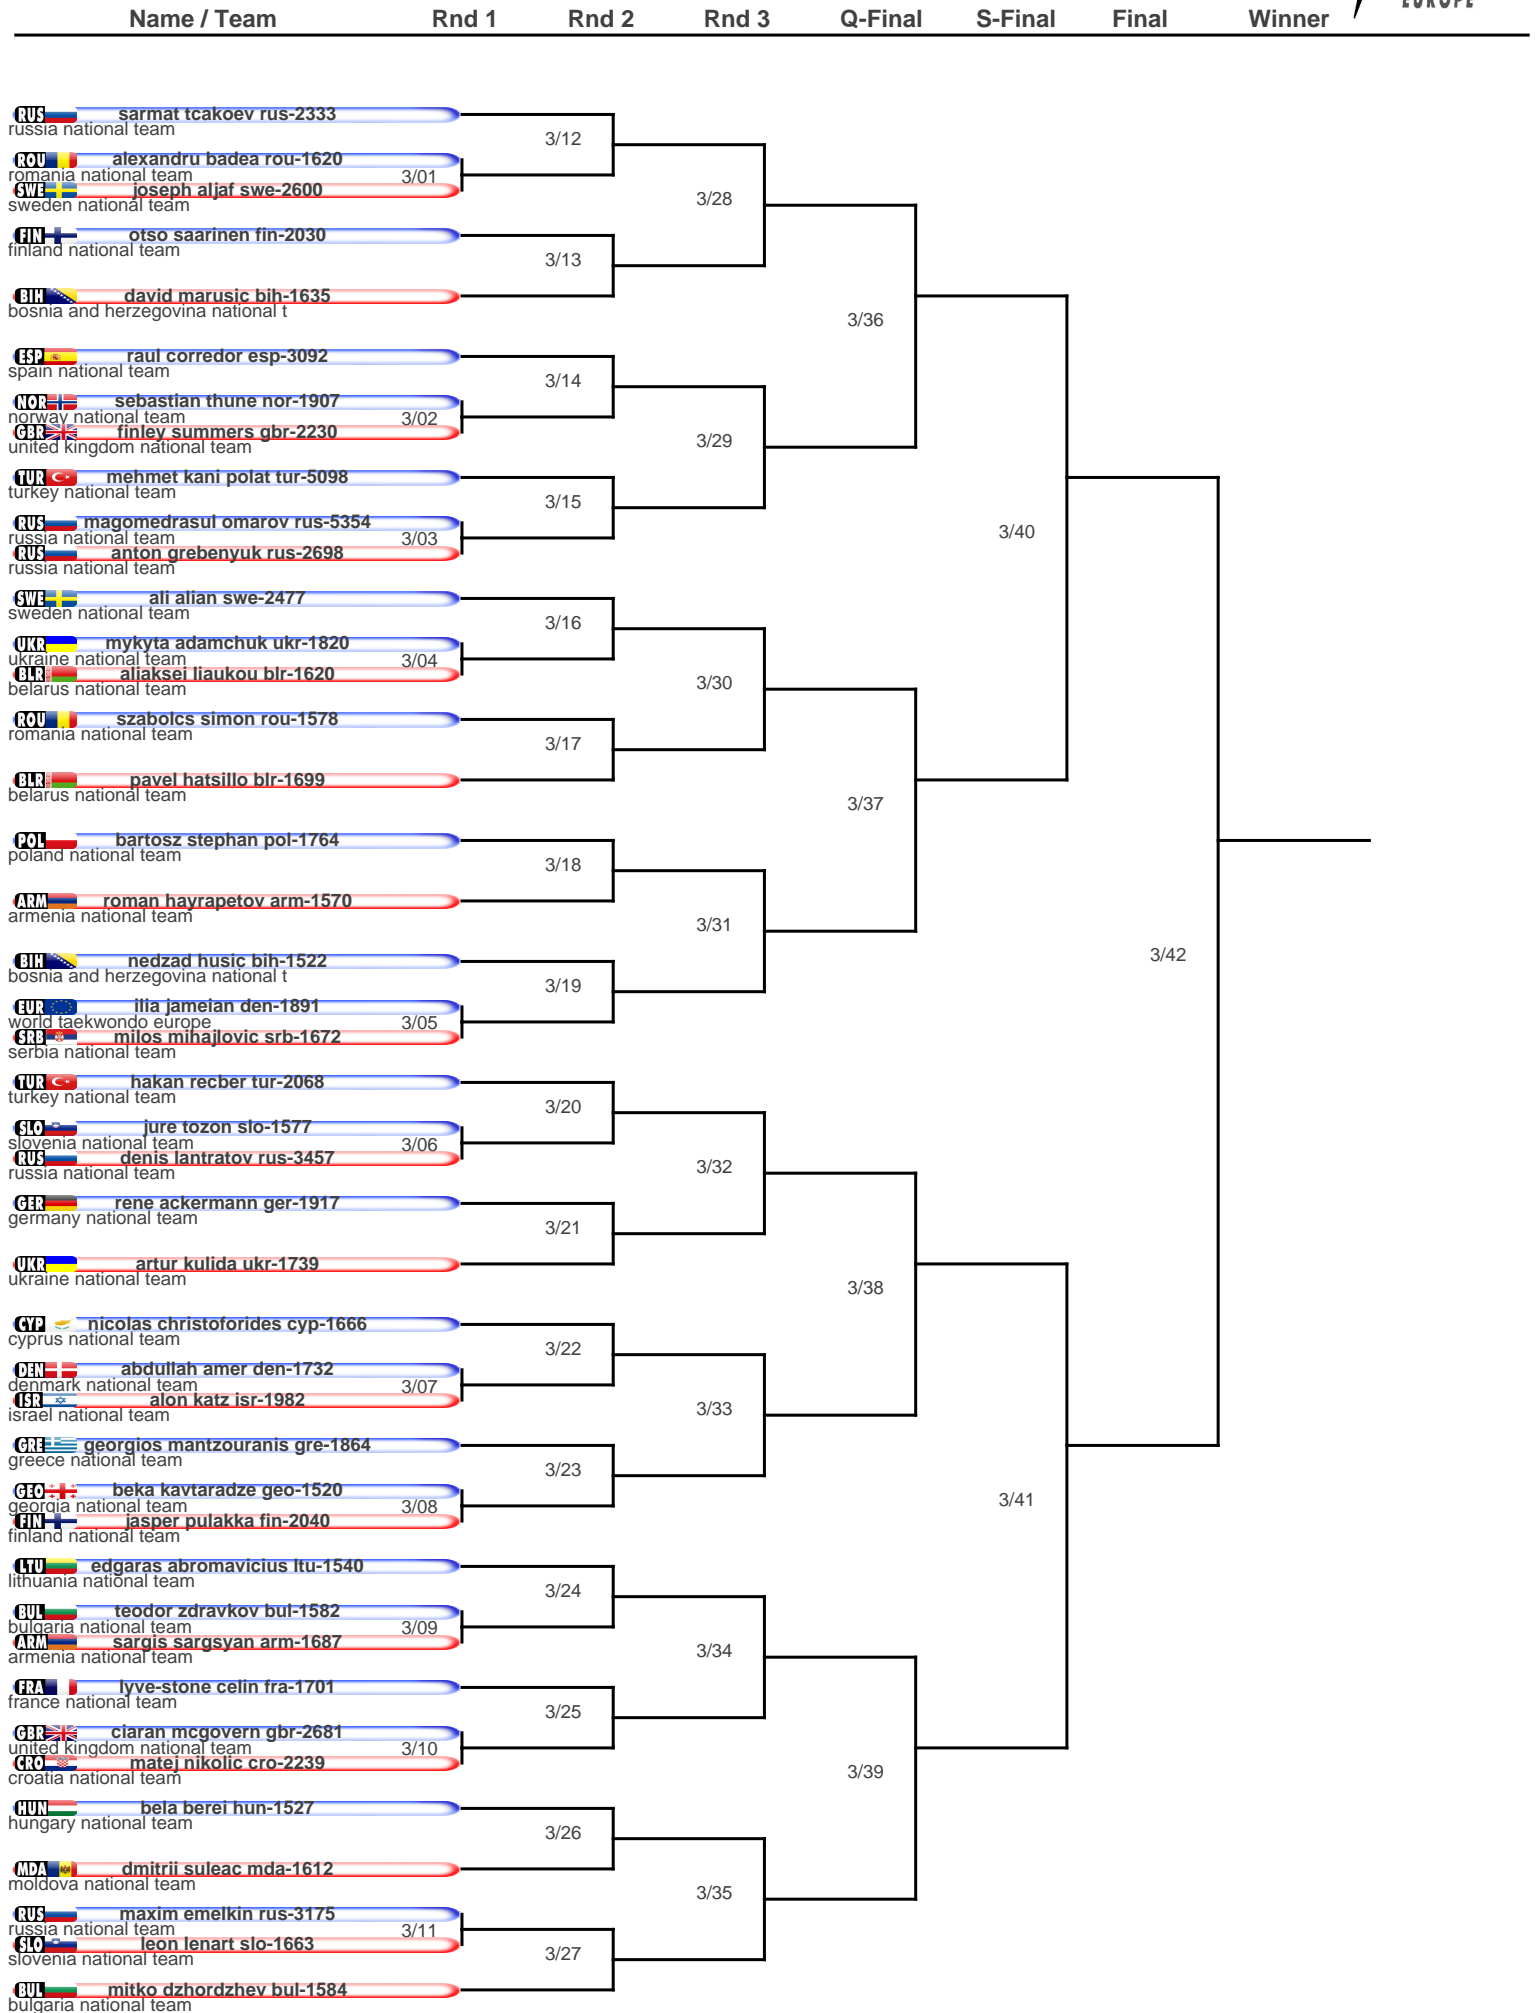 EUROPE
Name / Team Rnd 1 Rnd 2 Rnd 3 Q-Final S-Final Final Winner
RUS sarmat tcakoev rus-2333
russia national team
3/12
ROU alexandru badea rou-1620
romania national team
3/01
SWE joseph aljaf swe-2600
sweden national team
3/28
FIN otso saarinen fin-2030
finland national team
3/13
BIH david marusic bih-1635
bosnia and herzegovina national t
3/36
ESP raul corredor esp-3092
spain national team
3/14
NOR sebastian thune nor-1907
norway national team
3/02
GBR finley summers gbr-2230
united kingdom national team
3/29
TUR mehmet kani polat tur-5098
turkey national team
3/15
RUS magomedrasul omarov rus-5354
russia national team
3/03
3/40
RUS anton grebenyuk rus-2698
russia national team
SWE ali alian swe-2477
sweden national team
3/16
UKR mykyta adamchuk ukr-1820
ukraine national team
3/04
BLR aliaksei liaukou blr-1620
belarus national team
3/30
ROU szabolcs simon rou-1578
romania national team
3/17
BLR pavel hatsillo blr-1699
belarus national team
3/37
POL bartosz stephan pol-1764
poland national team
3/18
ARM roman hayrapetov arm-1570
armenia national team
3/31
3/42
BIH nedzad husic bih-1522
bosnia and herzegovina national t
3/19
EUR ilia jameian den-1891
world taekwondo europe
3/05
SRB milos mihajlovic srb-1672
serbia national team
TUR hakan recber tur-2068
turkey national team
3/20
SLO jure tozon slo-1577
slovenia national team
3/06
RUS denis lantratov rus-3457
russia national team
3/32
GER rene ackermann ger-1917
germany national team
3/21
UKR artur kulida ukr-1739
ukraine national team
3/38
CYP nicolas christoforides cyp-1666
cyprus national team
3/22
DEN abdullah amer den-1732
denmark national team
3/07
ISR alon katz isr-1982
israel national team
3/33
GRE georgios mantzouranis gre-1864
greece national team
3/23
GEO beka kavtaradze geo-1520
georgia national team
3/08
3/41
FIN jasper pulakka fin-2040
finland national team
LTU edgaras abromavicius ltu-1540
lithuania national team
3/24
BUL teodor zdravkov bul-1582
bulgaria national team
3/09
ARM sargis sargsyan arm-1687
armenia national team
3/34
FRA lyve-stone celin fra-1701
france national team
3/25
GBR ciaran mcgovern gbr-2681
united kingdom national team
3/10
CRO matej nikolic cro-2239
croatia national team
3/39
HUN bela berei hun-1527
hungary national team
3/26
MDA dmitrii suleac mda-1612
moldova national team
3/35
RUS maxim emelkin rus-3175
russia national team
3/11
SLO leon lenart slo-1663
slovenia national team
3/27
BUL mitko dzhordzhev bul-1584
bulgaria national team